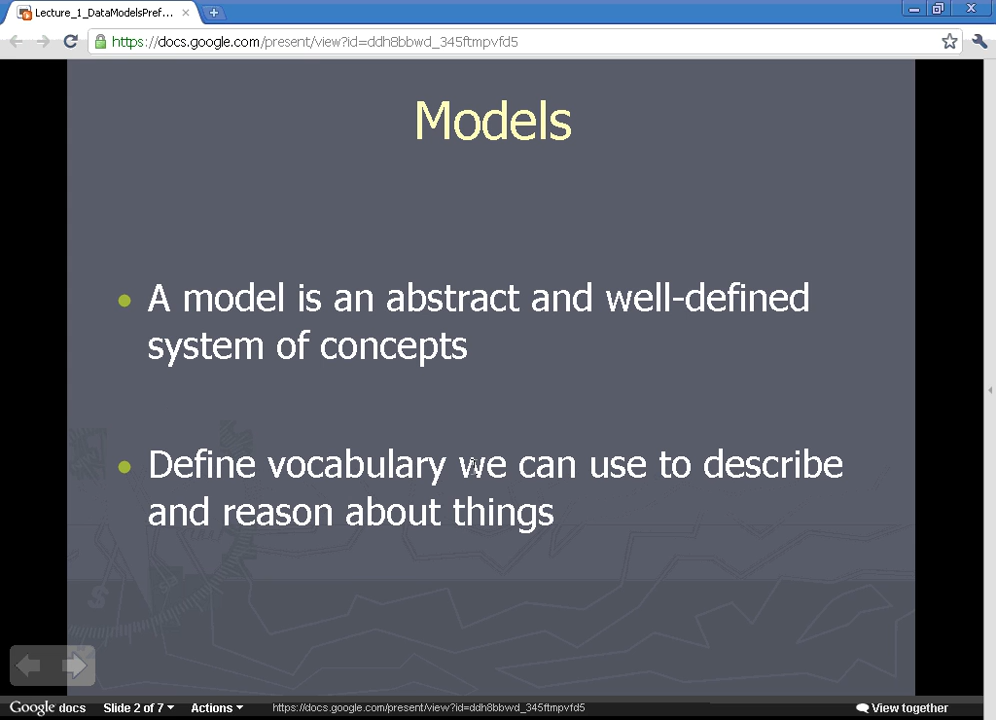 Lecture_1_DataModelsPref...
https://docs.google.com/present/view?id=ddh8bbwd_345ftmpvfd5
Models
A model is an abstract and well-defined
system of concepts
Define vocabulary we can use to describe
and reason about things
Google docs Slide 2 of 7 Actions https://docs.google.com/present/view?id=ddh8bbwd_345ftmpvfd5 View together